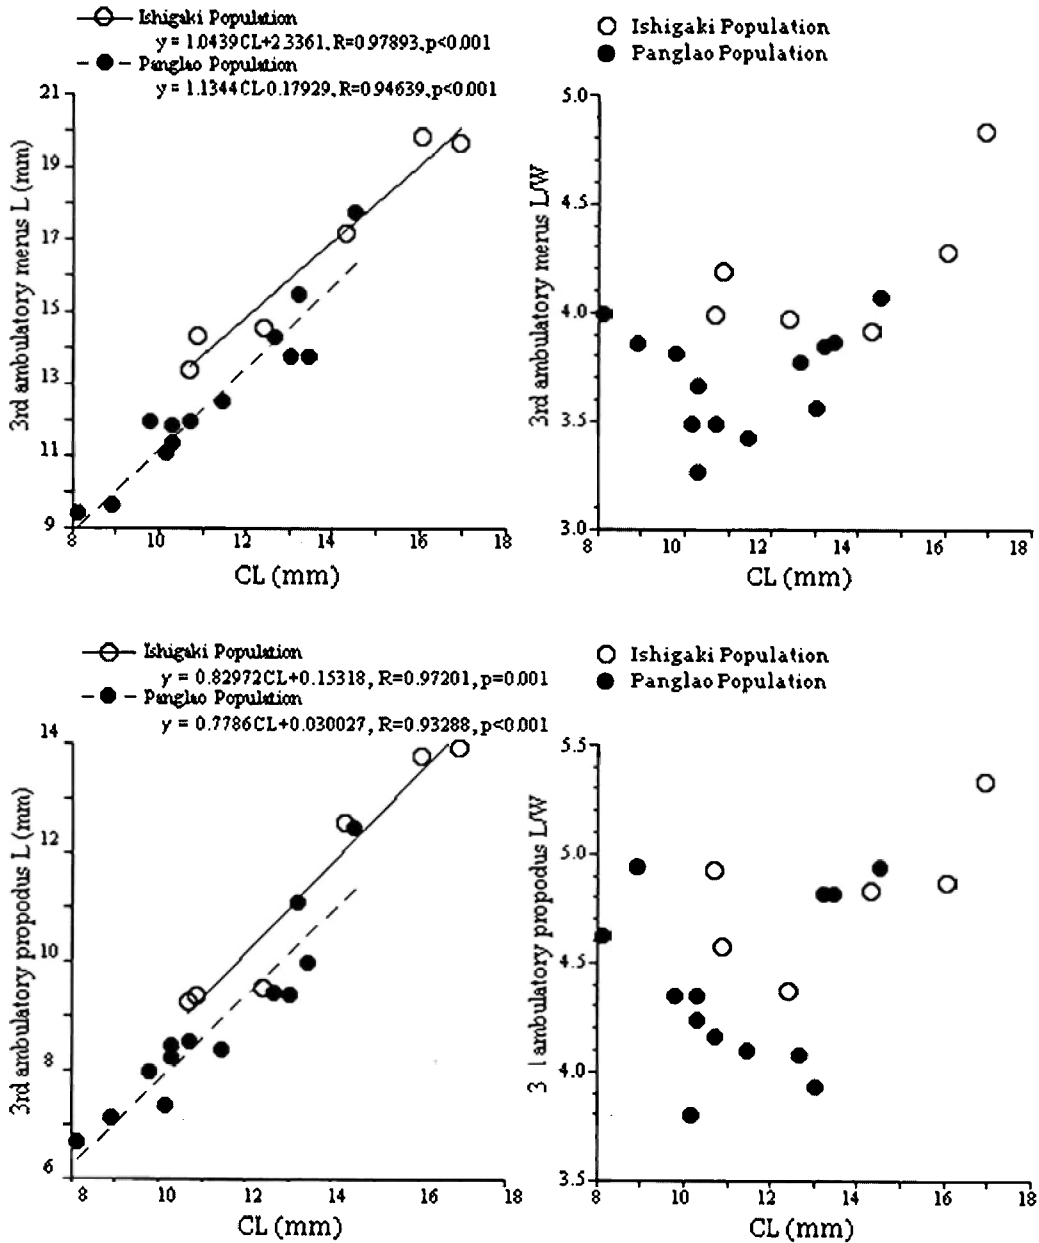 Ishigaki Population
y = 1.0439CL+2.3361, R=0.97893, p<0.001
Panglao Population
y = 1.1344CL-0.17929, R=0.94639, p<0.001
21
19
17
15
13
11
9
3rd ambulatory merus L (mm)
8 10 12 14 16 18
CL (mm)
Ishigaki Population
Panglao Population
5.0
4.5
4.0
3.5
3.0
3rd ambulatory merus L/W
8 10 12 14 16 18
CL (mm)
Ishigaki Population
y = 0.82972CL+0.15318, R=0.97201, p=0.001
Panglao Population
y = 0.7786CL+0.030027, R=0.93288, p<0.001
14
12
10
8
6
3rd ambulatory propodus L (mm)
8 10 12 14 16 18
CL (mm)
Ishigaki Population
Panglao Population
5.5
5.0
4.5
4.0
3.5
ambulatory propodus L/W
8 10 12 14 16 18
CL (mm)